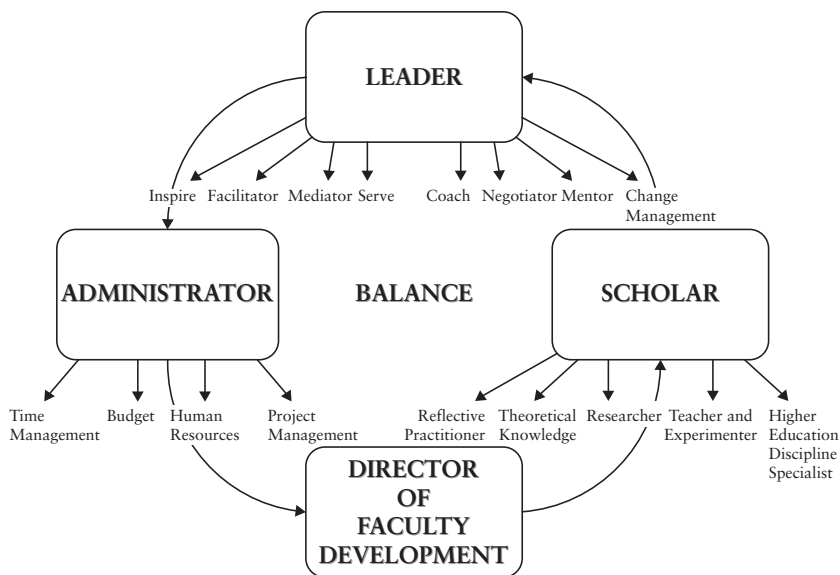 LEADER
Inspire Facilitator Mediator Serve Coach Negotiator Mentor Change
Management
ADMINISTRATOR BALANCE SCHOLAR
Time
Management
Budget
Human
Resources
Project
Management
Reflective
Practitioner
Theoretical
Knowledge
Researcher
Teacher and
Experimenter
Higher
Education
Discipline
Specialist
DIRECTOR
OF
FACULTY
DEVELOPMENT